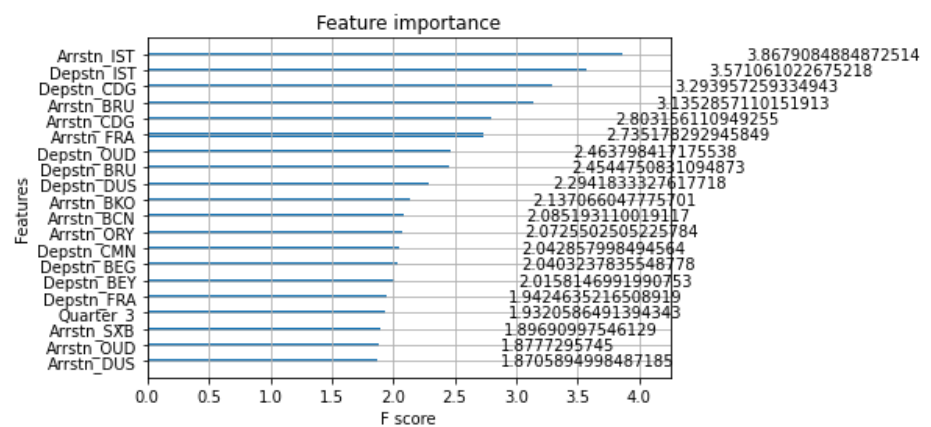 Feature importance
Arrstn_IST 3.8679084884872514
Depstn_IST 3.571061022675218
Depstn_CDG 3.293957259334943
Arrstn_BRU 3.13528571101519​13
Arrstn_CDG 2.803156110949255
Arrstn_FRA 2.735178292945849
Depstn_OUD 2.463798417175538
Depstn_BRU 2.4544750831094873
Depstn_DUS 2.2941833327617718
Arrstn_BKO 2.137066047775701
Arrstn_BCN 2.085193110019117
Arrstn_ORY 2.0725502505225784
Depstn_CMN 2.042857998494564
Depstn_BEG 2.0403237835548778
Depstn_BEY 2.0158146991990753
Depstn_FRA 1.9424635216508919
Quarter_3 1.9320586491394343
Arrstn_SXB 1.89690997546129
Arrstn_OUD 1.8777295745
Arrstn_DUS 1.8705894998487185
Features
0.0 0.5 1.0 1.5 2.0 2.5 3.0 3.5 4.0
F score